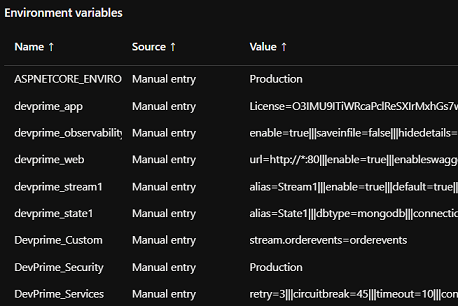 Environment variables
Name ↑ Source ↑ Value ↑
ASPNETCORE_ENVIRO Manual entry Production
devprime_app Manual entry License=O3IMU9ITiWRcaPclReSXIrMxhGs7w
devprime_observability Manual entry enable=true|||saveinfile=false|||hidedetails=
devprime_web Manual entry url=http://*:80|||enable=true|||enableswagg
devprime_stream1 Manual entry alias=Stream1|||enable=true|||default=true|||
devprime_state1 Manual entry alias=State1|||dbtype=mongodb|||connectio
Devprime_Custom Manual entry stream.orderevents=orderevents
DevPrime_Security Manual entry Production
DevPrime_Services Manual entry retry=3|||circuitbreak=45|||timeout=10|||con